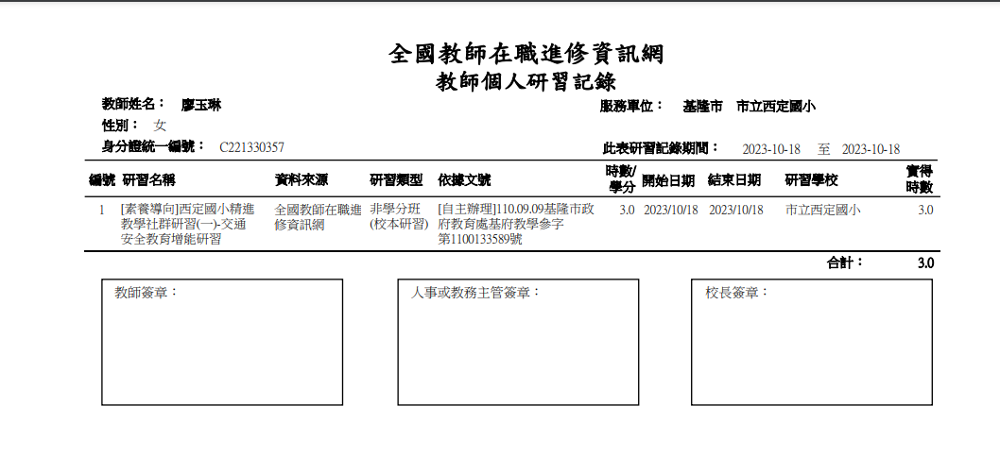 全國教師在職進修資訊網
教師個人研習記錄
教師姓名： 廖玉琳 服務單位： 基隆市 市立西定國小
性別： 女
身分證統一編號： C221330357 此表研習記錄期間： 2023-10-18 至 2023-10-18
編號 研習名稱 資料來源 研習類型 依據文號 時數/ 開始日期 結束日期 研習學校 實得
學分 時數
1 [素養導向]西定國小精進 全國教師在職進 非學分班 [自主辦理]110.09.09基隆市政 3.0 2023/10/18 2023/10/18 市立西定國小 3.0
教學社群研習(一)-交通 修資訊網 (校本研習) 府教育處基府教學參字
安全教育增能研習 第1100133589號
合計： 3.0
教師簽章： 人事或教務主管簽章： 校長簽章：